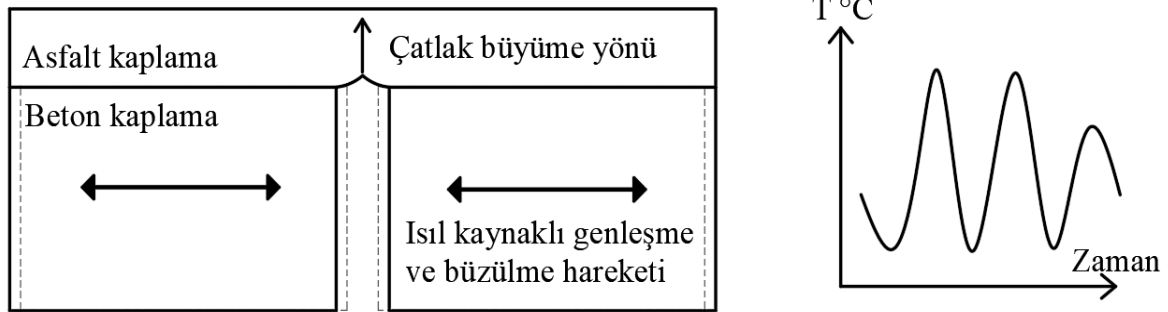 Asfalt kaplama
Çatlak büyüme yönü
Beton kaplama
Isıl kaynaklı genleşme
ve büzülme hareketi
T °C
Zaman